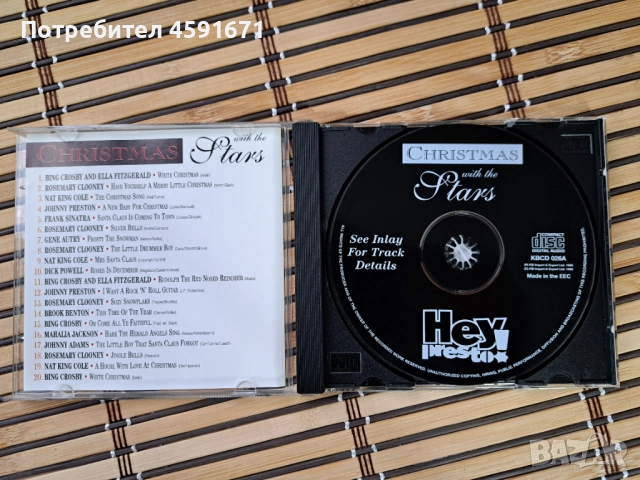 Потребител 4591671
CHRISTMAS with the Stars
1. BING CROSBY AND ELLA FITZGERALD • WHITE CHRISTMAS
2. ROSEMARY CLOONEY • HAVE YOURSELF A MERRY LITTLE CHRISTMAS
3. NAT KING COLE • THE CHRISTMAS SONG
4. JOHNNY PRESTON • A NEW BABY FOR CHRISTMAS
5. FRANK SINATRA • SANTA CLAUS IS COMING TO TOWN
6. ROSEMARY CLOONEY • SILVER BELLS
7. GENE AUTRY • FROSTY THE SNOWMAN
8. ROSEMARY CLOONEY • THE LITTLE DRUMMER BOY
9. NAT KING COLE • MRS SANTA CLAUS
10. DICK POWELL • ROSES IN DECEMBER
11. BING CROSBY AND ELLA FITZGERALD • RUDOLPH THE RED NOSED REINDEER
12. JOHNNY PRESTON • I WANT A ROCK 'N' ROLL GUITAR
13. ROSEMARY CLOONEY • SUZY SNOWFLAKE
14. BROOK BENTON • THIS TIME OF THE YEAR
15. BING CROSBY • OH COME ALL YE FAITHFUL
16. MAHALIA JACKSON • HARK THE HERALD ANGELS SING
17. JOHNNY ADAMS • THE LITTLE BOY THAT SANTA CLAUS FORGOT
18. ROSEMARY CLOONEY • JINGLE BELLS
19. NAT KING COLE • A HOUSE WITH LOVE AT CHRISTMAS
20. BING CROSBY • WHITE CHRISTMAS
CHRISTMAS
with the
Stars
See Inlay
For Track
Details
COMPACT
disc
DIGITAL AUDIO
KBCD 026A
Made in the EEC
Hey
presto!
BAZAR